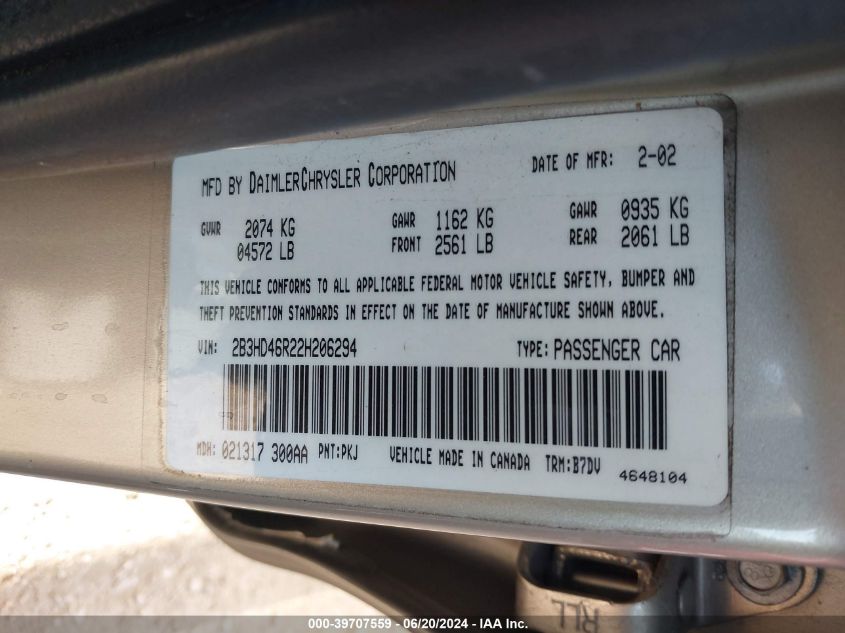 MFD BY DAIMLERCHRYSLER CORPORATION DATE OF MFR: 2-02
GVWR 2074 KG GAWR 1162 KG GAWR 0935 KG
04572 LB FRONT 2561 LB REAR 2061 LB
THIS VEHICLE CONFORMS TO ALL APPLICABLE FEDERAL MOTOR VEHICLE SAFETY, BUMPER AND
THEFT PREVENTION STANDARDS IN EFFECT ON THE DATE OF MANUFACTURE SHOWN ABOVE.
VIN: 2B3HD46R22H206294 TYPE: PASSENGER CAR
MDH: 021317 300AA PNT:PKJ VEHICLE MADE IN CANADA TRM:B7DV
4648104
RLL
000-39707559 - 06/20/2024 - IAA Inc.